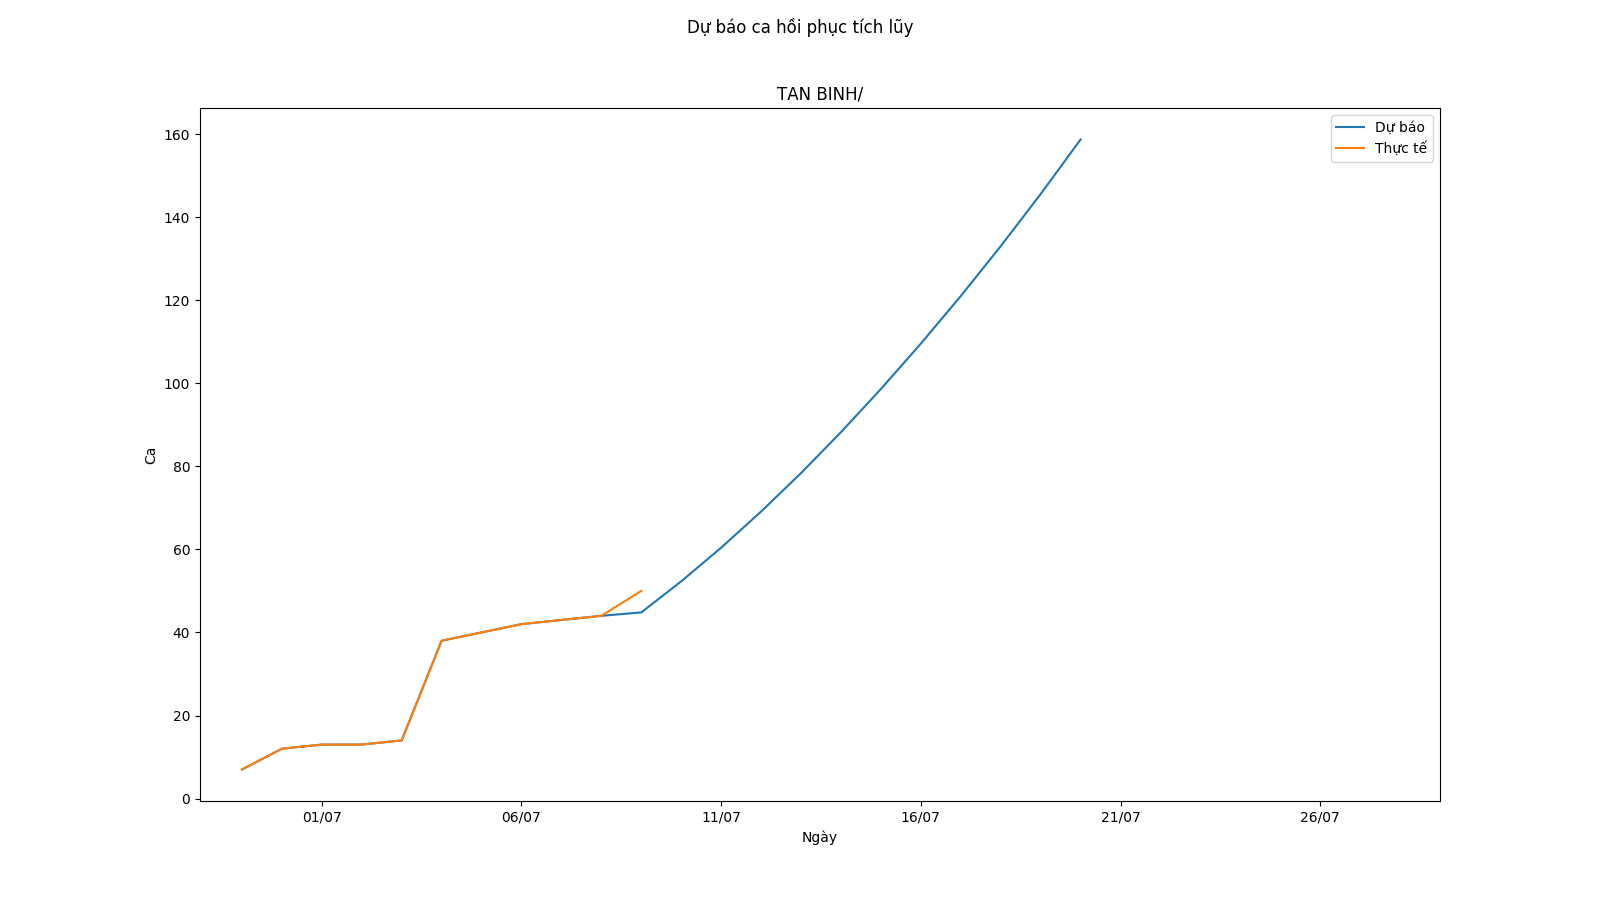 Dự báo ca hồi phục tích lũy
TAN BINH/
Dự báo
Thực tế
160
140
120
100
80
60
40
20
0
Ca
01/07
06/07
11/07
16/07
21/07
26/07
Ngày